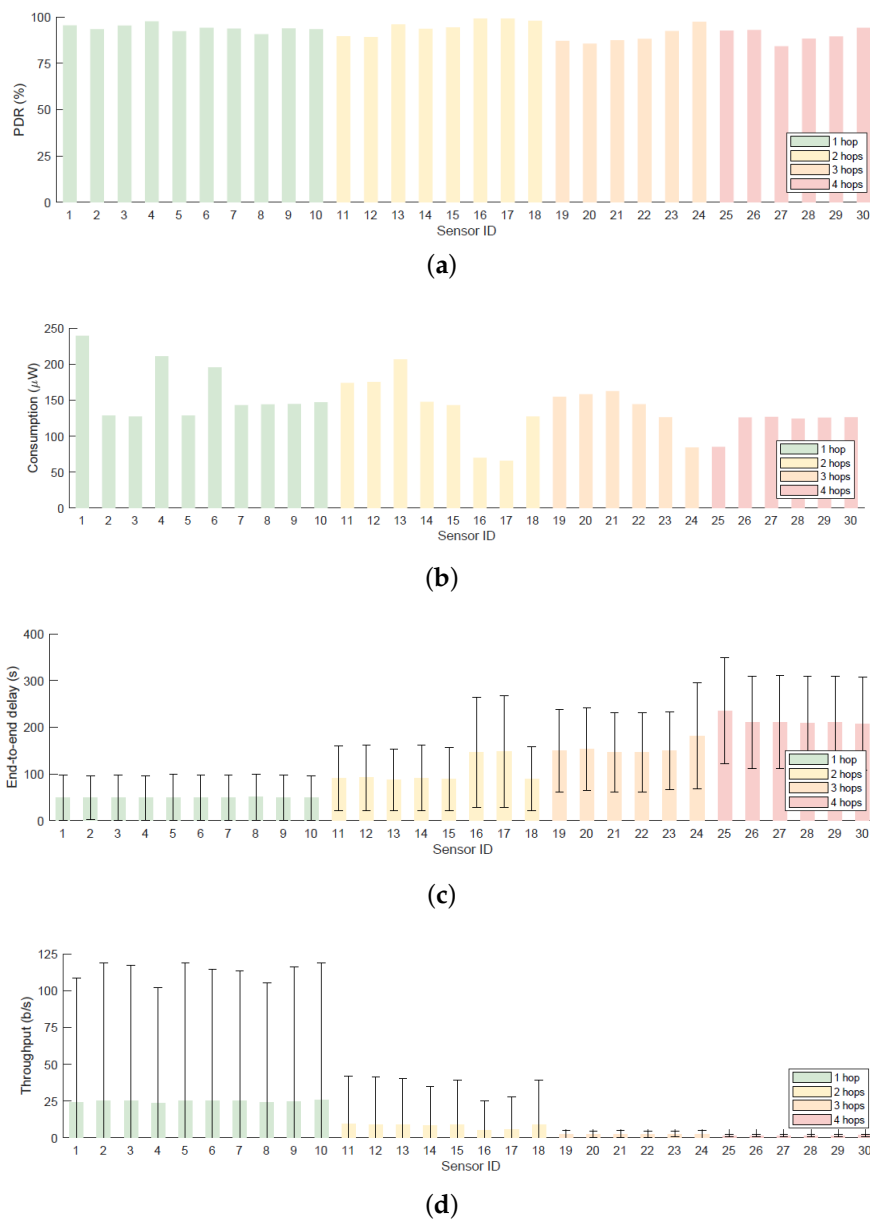 100
75
50
25
0
PDR (%)
1 hop
2 hops
3 hops
4 hops
1 2 3 4 5 6 7 8 9 10 11 12 13 14 15 16 17 18 19 20 21 22 23 24 25 26 27 28 29 30
Sensor ID
(a)
250
200
150
100
50
0
Consumption (μW)
1 hop
2 hops
3 hops
4 hops
1 2 3 4 5 6 7 8 9 10 11 12 13 14 15 16 17 18 19 20 21 22 23 24 25 26 27 28 29 30
Sensor ID
(b)
400
300
200
100
0
End-to-end delay (s)
1 hop
2 hops
3 hops
4 hops
1 2 3 4 5 6 7 8 9 10 11 12 13 14 15 16 17 18 19 20 21 22 23 24 25 26 27 28 29 30
Sensor ID
(c)
125
100
75
50
25
0
Throughput (b/s)
1 hop
2 hops
3 hops
4 hops
1 2 3 4 5 6 7 8 9 10 11 12 13 14 15 16 17 18 19 20 21 22 23 24 25 26 27 28 29 30
Sensor ID
(d)